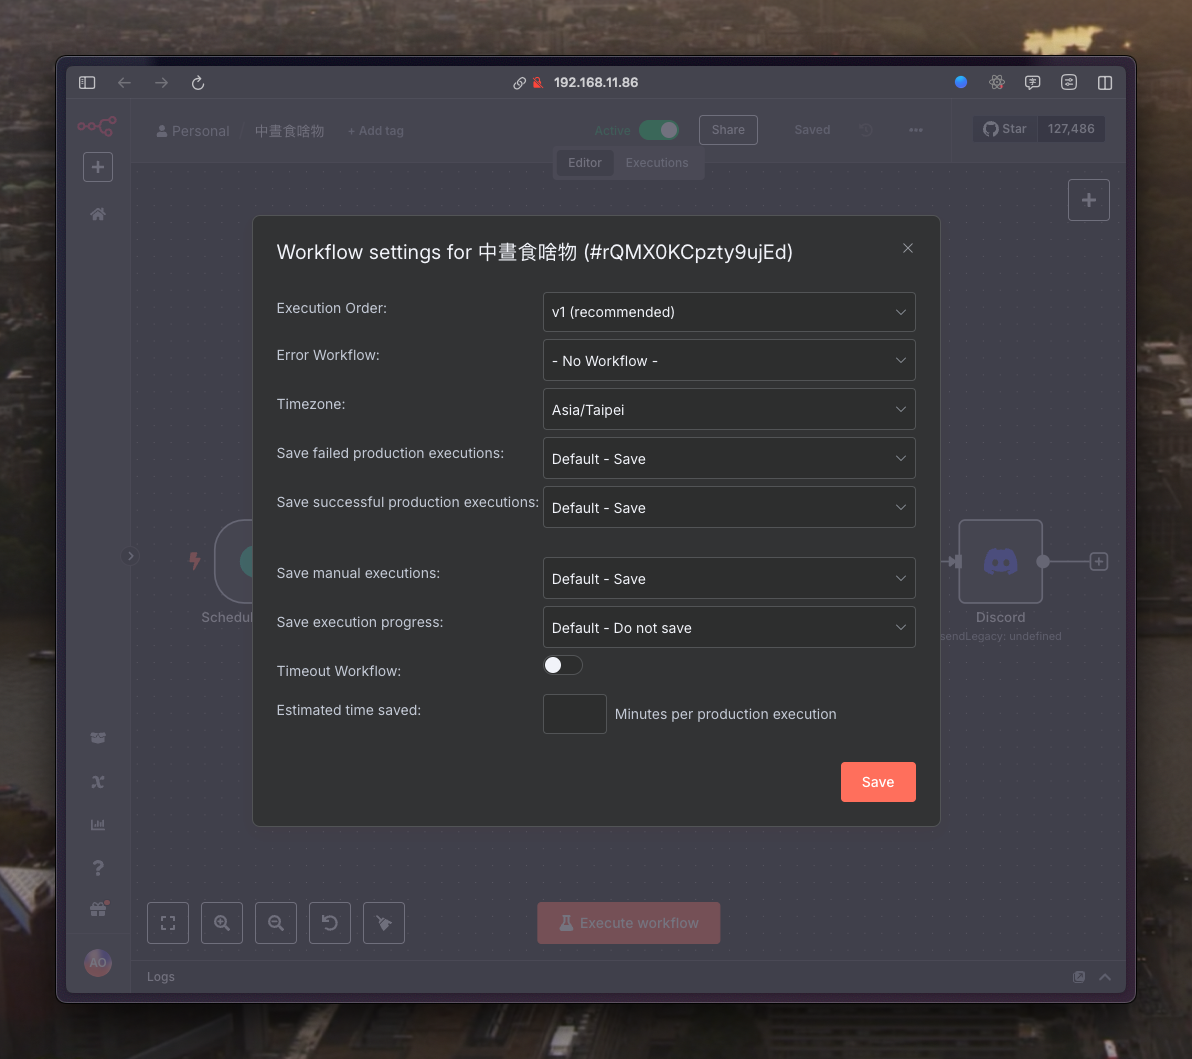 192.168.11.86
Personal / 中晝食啥物 + Add tag
Active Share Saved
Star 127,486
Editor Executions
Workflow settings for 中晝食啥物 (#rQMX0KCpzty9ujEd)
Execution Order: v1 (recommended)
Error Workflow: - No Workflow -
Timezone: Asia/Taipei
Save failed production executions: Default - Save
Save successful production executions: Default - Save
Save manual executions: Default - Save
Save execution progress: Default - Do not save
Timeout Workflow:
Estimated time saved: Minutes per production execution
Save
Schedul
Discord
sendLegacy: undefined
Execute workflow
AO
Logs